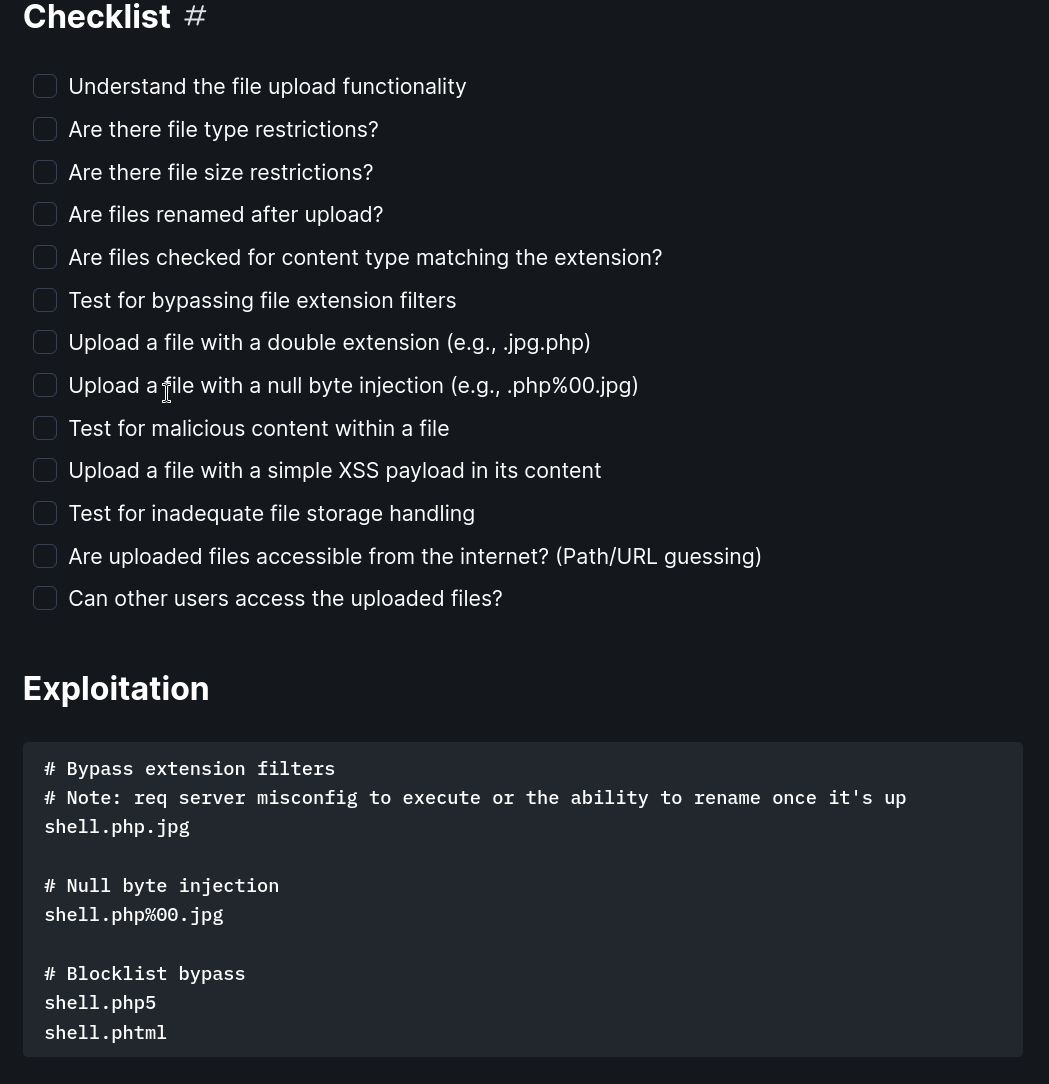 Checklist #
Understand the file upload functionality
Are there file type restrictions?
Are there file size restrictions?
Are files renamed after upload?
Are files checked for content type matching the extension?
Test for bypassing file extension filters
Upload a file with a double extension (e.g., .jpg.php)
Upload a file with a null byte injection (e.g., .php%00.jpg)
Test for malicious content within a file
Upload a file with a simple XSS payload in its content
Test for inadequate file storage handling
Are uploaded files accessible from the internet? (Path/URL guessing)
Can other users access the uploaded files?
Exploitation
# Bypass extension filters
# Note: req server misconfig to execute or the ability to rename once it's up
shell.php.jpg
# Null byte injection
shell.php%00.jpg
# Blocklist bypass
shell.php5
shell.phtml